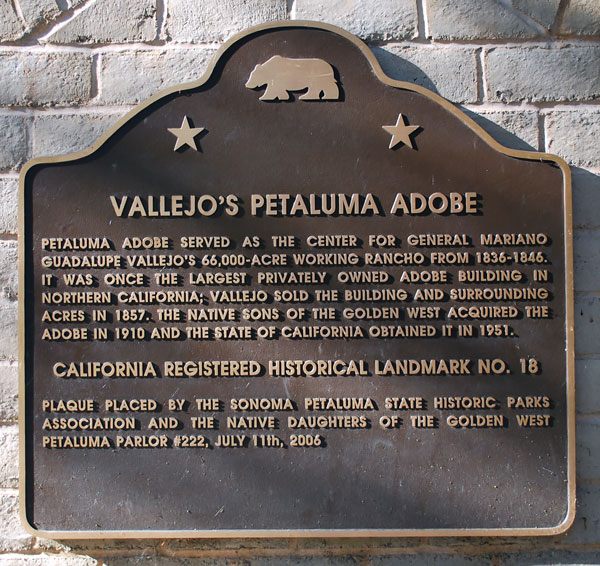 VALLEJO'S PETALUMA ADOBE
PETALUMA ADOBE SERVED AS THE CENTER FOR GENERAL MARIANO
GUADALUPE VALLEJO'S 66,000-ACRE WORKING RANCHO FROM 1836-1846.
IT WAS ONCE THE LARGEST PRIVATELY OWNED ADOBE BUILDING IN
NORTHERN CALIFORNIA; VALLEJO SOLD THE BUILDING AND SURROUNDING
ACRES IN 1857. THE NATIVE SONS OF THE GOLDEN WEST ACQUIRED THE
ADOBE IN 1910 AND THE STATE OF CALIFORNIA OBTAINED IT IN 1951.
CALIFORNIA REGISTERED HISTORICAL LANDMARK NO. 18
PLAQUE PLACED BY THE SONOMA PETALUMA STATE HISTORIC PARKS
ASSOCIATION AND THE NATIVE DAUGHTERS OF THE GOLDEN WEST
PETALUMA PARLOR #222, JULY 11th, 2006